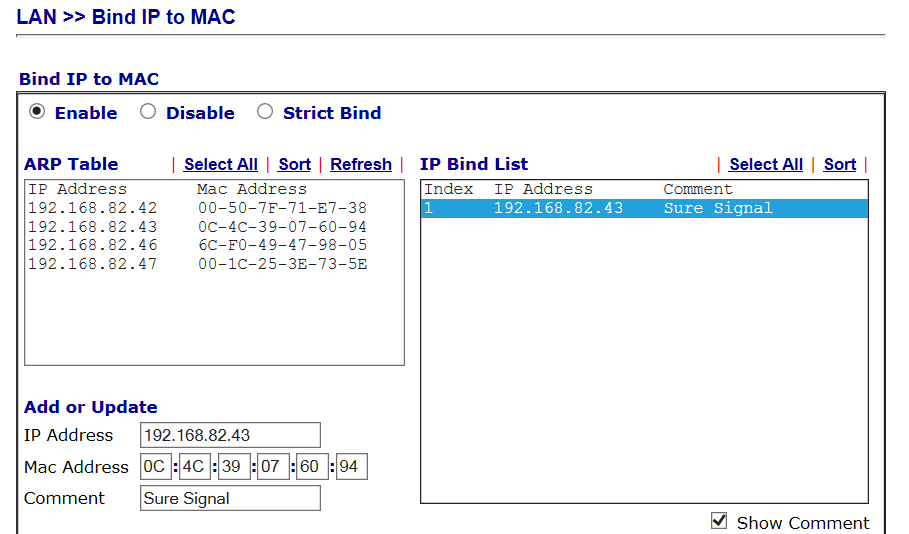 LAN >> Bind IP to MAC
Bind IP to MAC
Enable Disable Strict Bind
ARP Table | Select All | Sort | Refresh |
IP Address Mac Address
192.168.82.42 00-50-7F-71-E7-38
192.168.82.43 0C-4C-39-07-60-94
192.168.82.46 6C-F0-49-47-98-05
192.168.82.47 00-1C-25-3E-73-5E
IP Bind List | Select All | Sort |
Index IP Address Comment
1 192.168.82.43 Sure Signal
Add or Update
IP Address 192.168.82.43
Mac Address 0C : 4C : 39 : 07 : 60 : 94
Comment Sure Signal
Show Comment